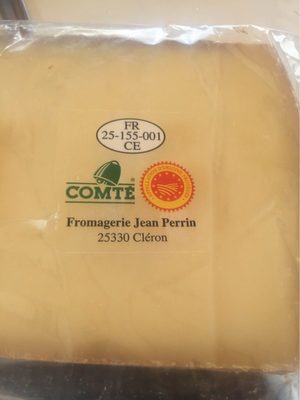 FR
25-155-001
CE
COMTÉ
Fromagerie Jean Perrin
25330 Cléron